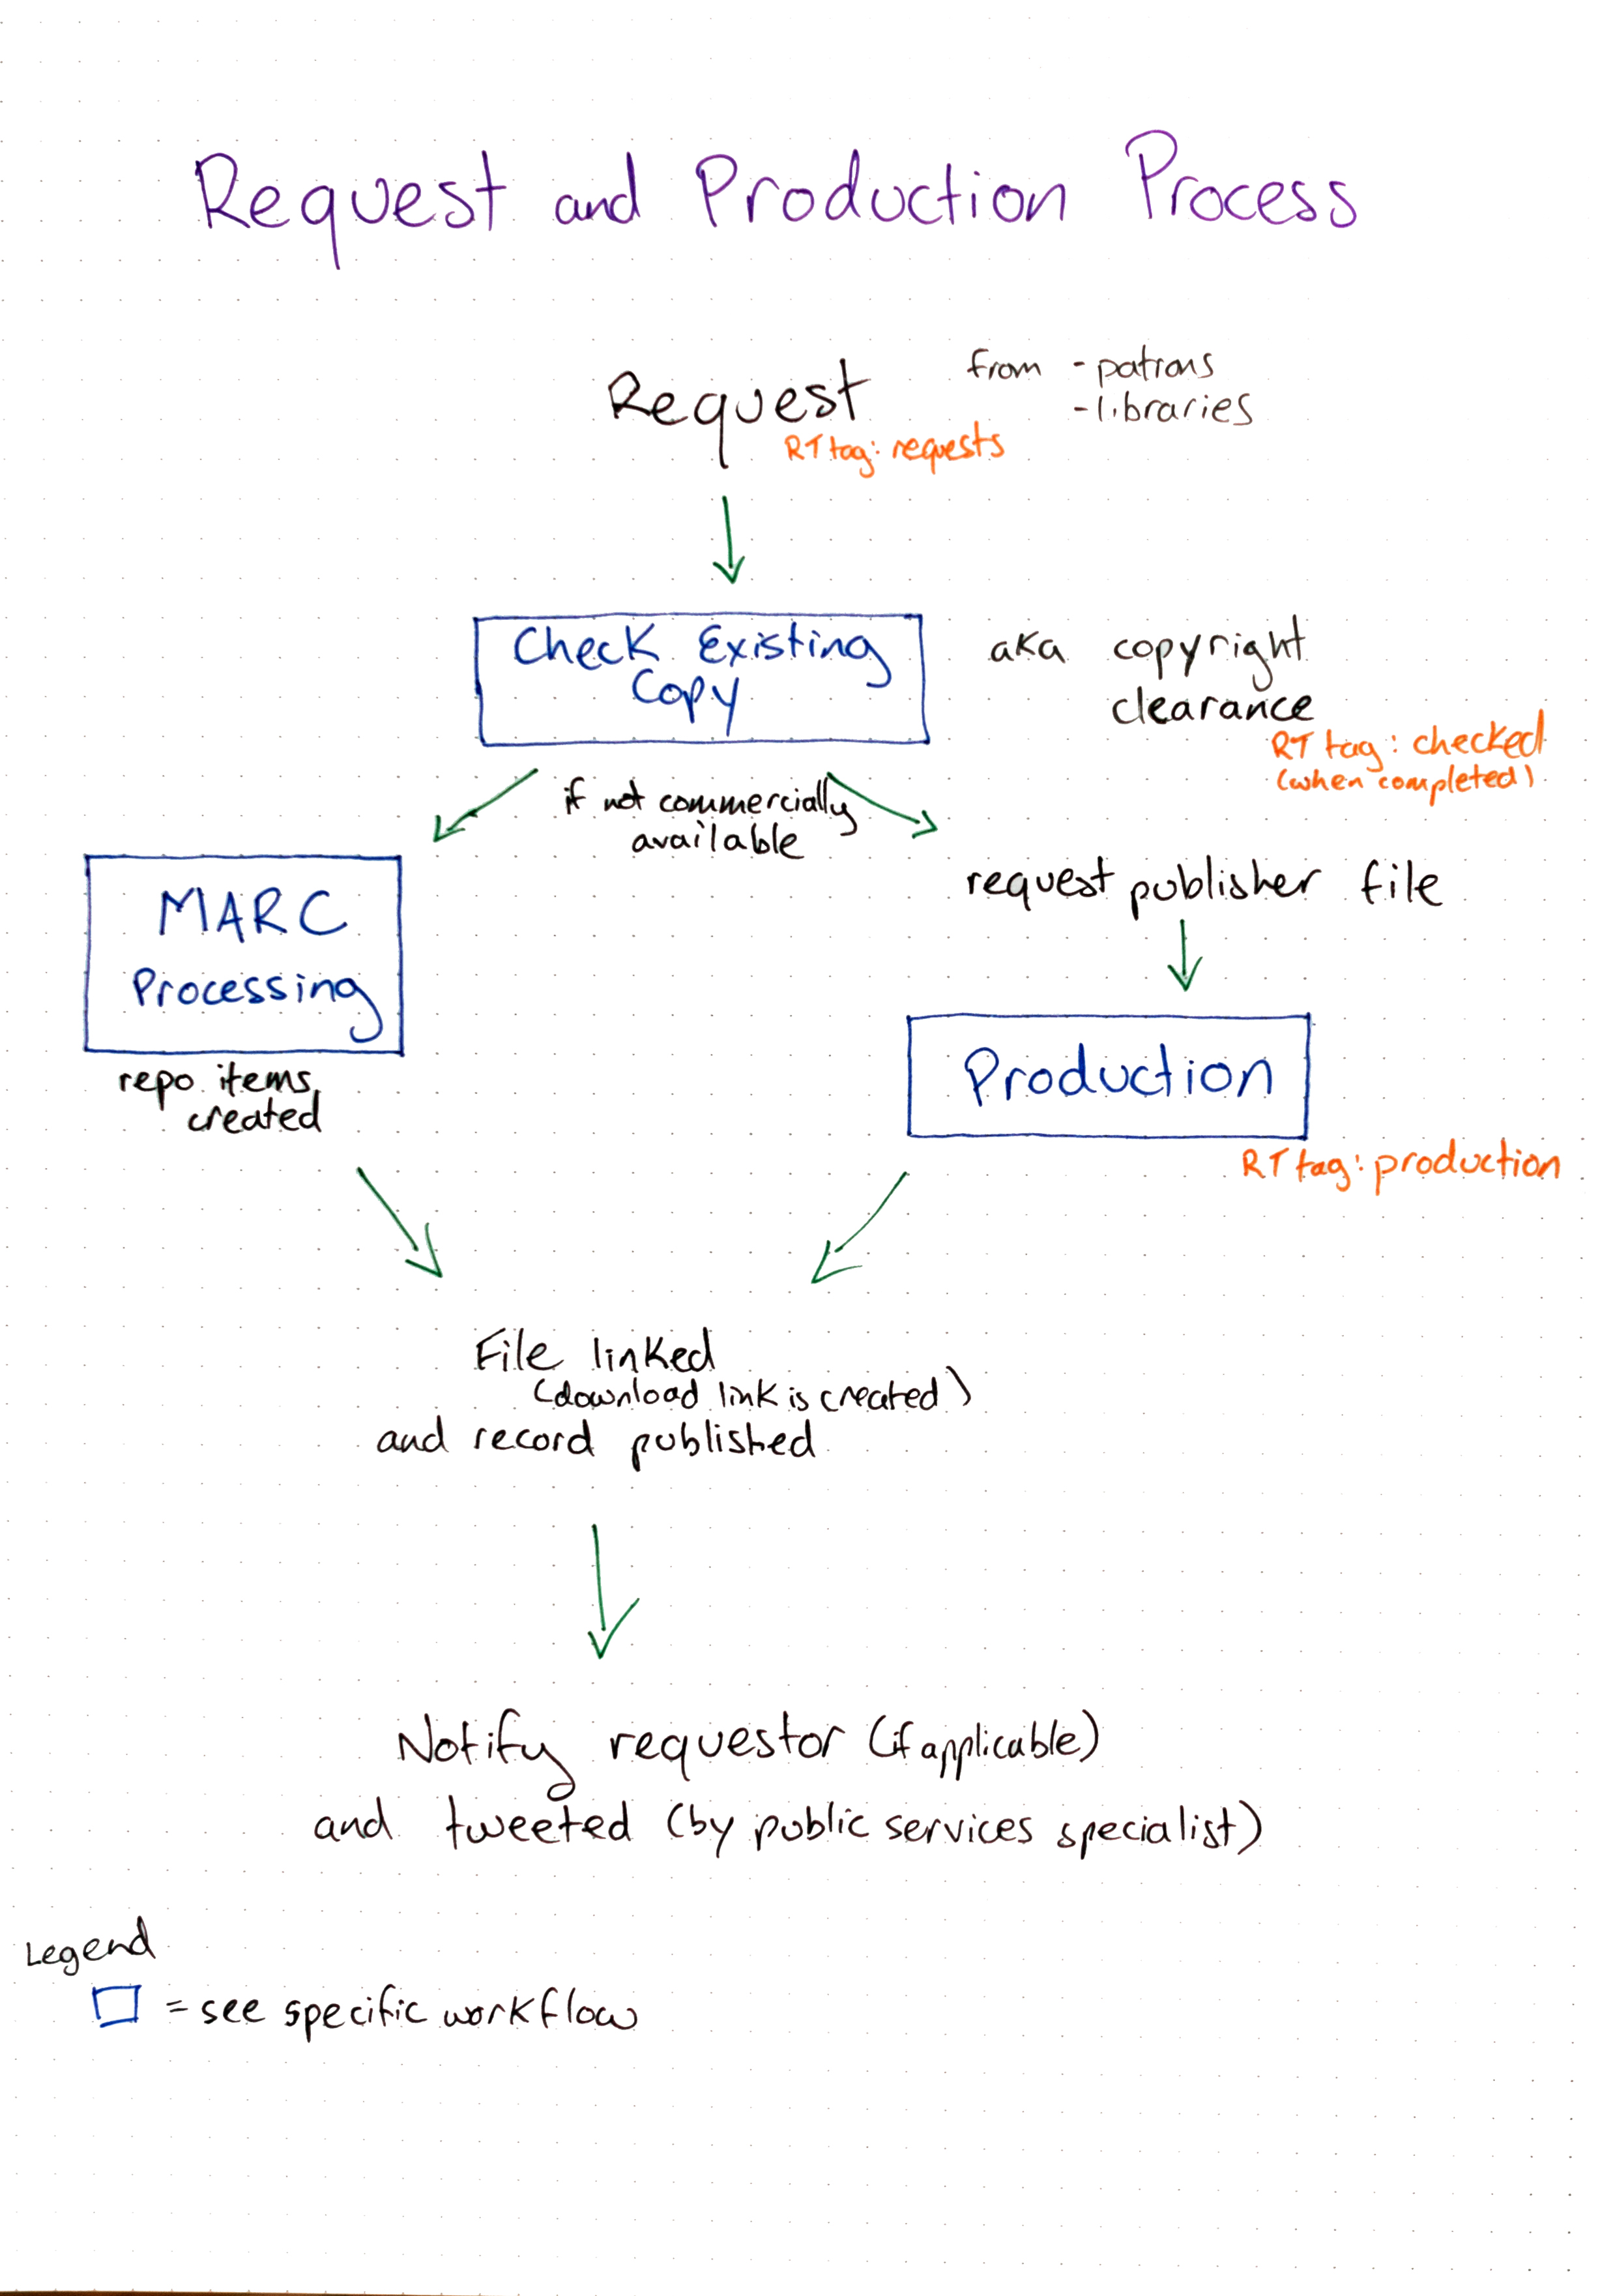 Request and Production Process
Request
from - patrons
- libraries
RT tag: requests
Check Existing
Copy
aka copyright
clearance
RT tag: checked
(when completed)
if not commercially
available
MARC
Processing
repo items
created
request publisher file
Production
RT tag: production
File linked
(download link is created)
and record published
Notify requestor (if applicable)
and tweeted (by public services specialist)
Legend
= see specific workflow